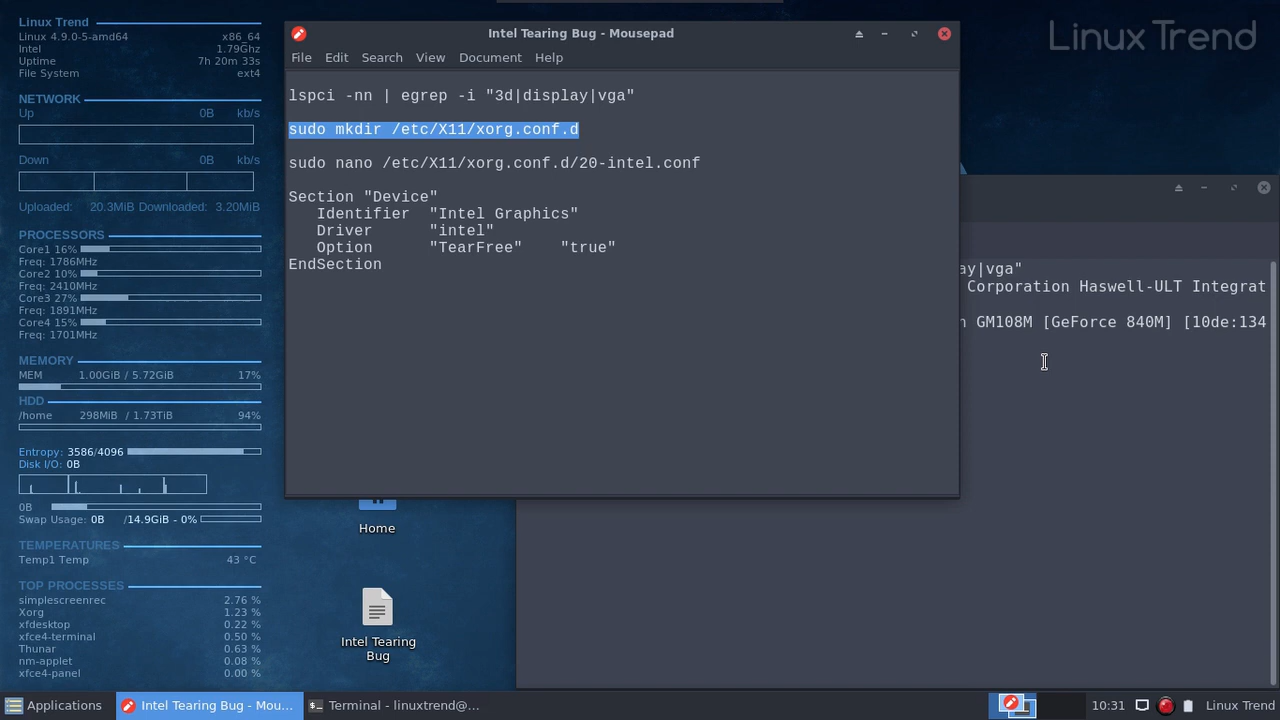 Linux Trend
Linux 4.9.0-5-amd64 x86_64
Intel 1.79Ghz
Uptime 7h 20m 33s
File System ext4
NETWORK
Up 0B kb/s
Down 0B kb/s
Uploaded: 20.3MiB Downloaded: 3.20MiB
PROCESSORS
Core1 16%
Freq: 1786MHz
Core2 10%
Freq: 2410MHz
Core3 27%
Freq: 1891MHz
Core4 15%
Freq: 1701MHz
MEMORY
MEM 1.00GiB / 5.72GiB 17%
HDD
/home 298MiB / 1.73TiB 94%
Entropy: 3586/4096
Disk I/O: 0B
0B
Swap Usage: 0B /14.9GiB - 0%
TEMPERATURES
Temp1 Temp 43 °C
TOP PROCESSES
simplescreenrec 2.76 %
Xorg 1.23 %
xfdesktop 0.22 %
xfce4-terminal 0.50 %
Thunar 0.63 %
nm-applet 0.08 %
xfce4-panel 0.00 %
Intel Tearing Bug - Mousepad
File Edit Search View Document Help
lspci -nn | egrep -i "3d|display|vga"
sudo mkdir /etc/X11/xorg.conf.d
sudo nano /etc/X11/xorg.conf.d/20-intel.conf
Section "Device"
Identifier "Intel Graphics"
Driver "intel"
Option "TearFree" "true"
EndSection
Linux Trend
ay|vga"
Corporation Haswell-ULT Integrat
n GM108M [GeForce 840M] [10de:134
Home
Intel Tearing
Bug
Applications
Intel Tearing Bug - Mou...
Terminal - linuxtrend@...
10:31
Linux Trend